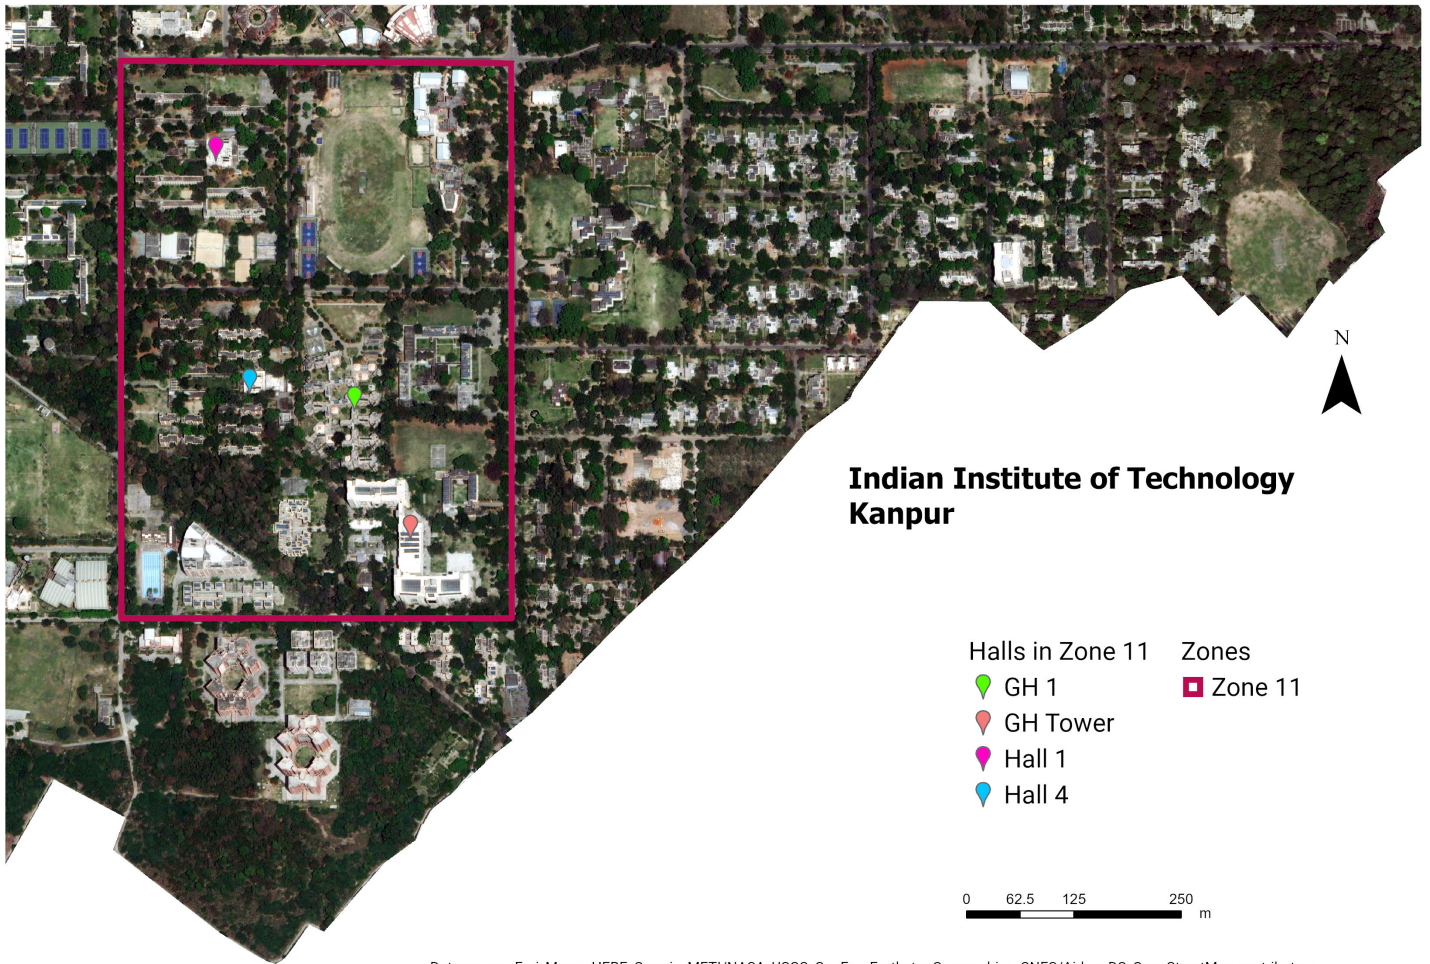 N
Indian Institute of Technology
Kanpur
Halls in Zone 11
GH 1
GH Tower
Hall 1
Hall 4
Zones
Zone 11
0 62.5 125 250
m